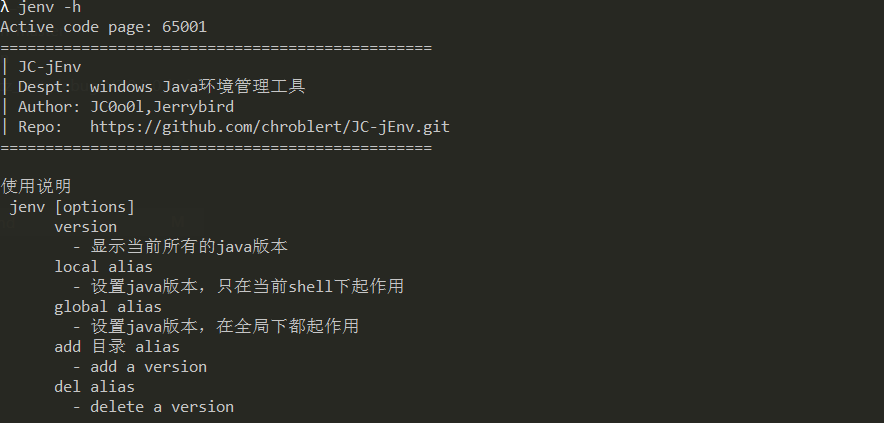 λ jenv -h
Active code page: 65001
================================================
| JC-jEnv
| Despt:  windows Java环境管理工具
| Author: JC0o0l,Jerrybird
| Repo:   https://github.com/chroblert/JC-jEnv.git
================================================
使用说明
 jenv [options]
      version
        - 显示当前所有的java版本
      local alias
        - 设置java版本，只在当前shell下起作用
      global alias
        - 设置java版本，在全局下都起作用
      add 目录 alias
        - add a version
      del alias
        - delete a version